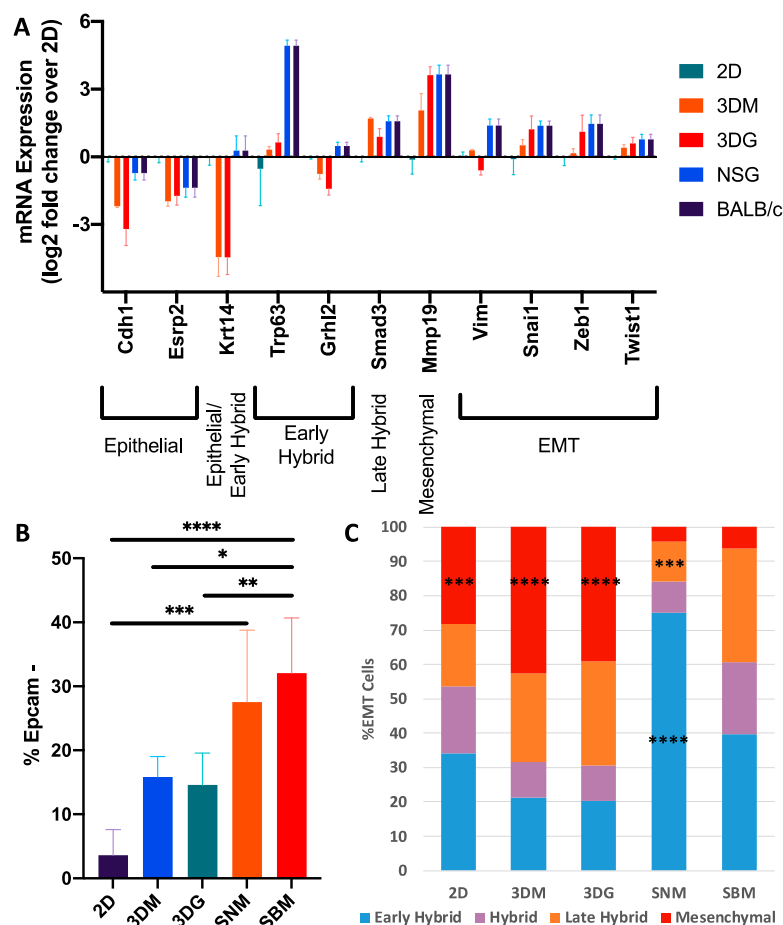 A
mRNA Expression
(log2 fold change over 2D)
6
3
0
-3
2D
3DM
3DG
NSG
BALB/c
Cdh1
Esrp2
Krt14
Trp63
Grhl2
Smad3
Mmp19
Vim
Snai1
Zeb1
Twist1
Epithelial
Epithelial/
Early Hybrid
Early
Hybrid
Late Hybrid
Mesenchymal
EMT
B
% Epcam -
50
40
30
20
10
0
****
*
**
***
2D
3DM
3DG
SNM
SBM
C
%EMT Cells
100
90
80
70
60
50
40
30
20
10
0
***
****
****
***
****
2D
3DM
3DG
SNM
SBM
Early Hybrid
Hybrid
Late Hybrid
Mesenchymal